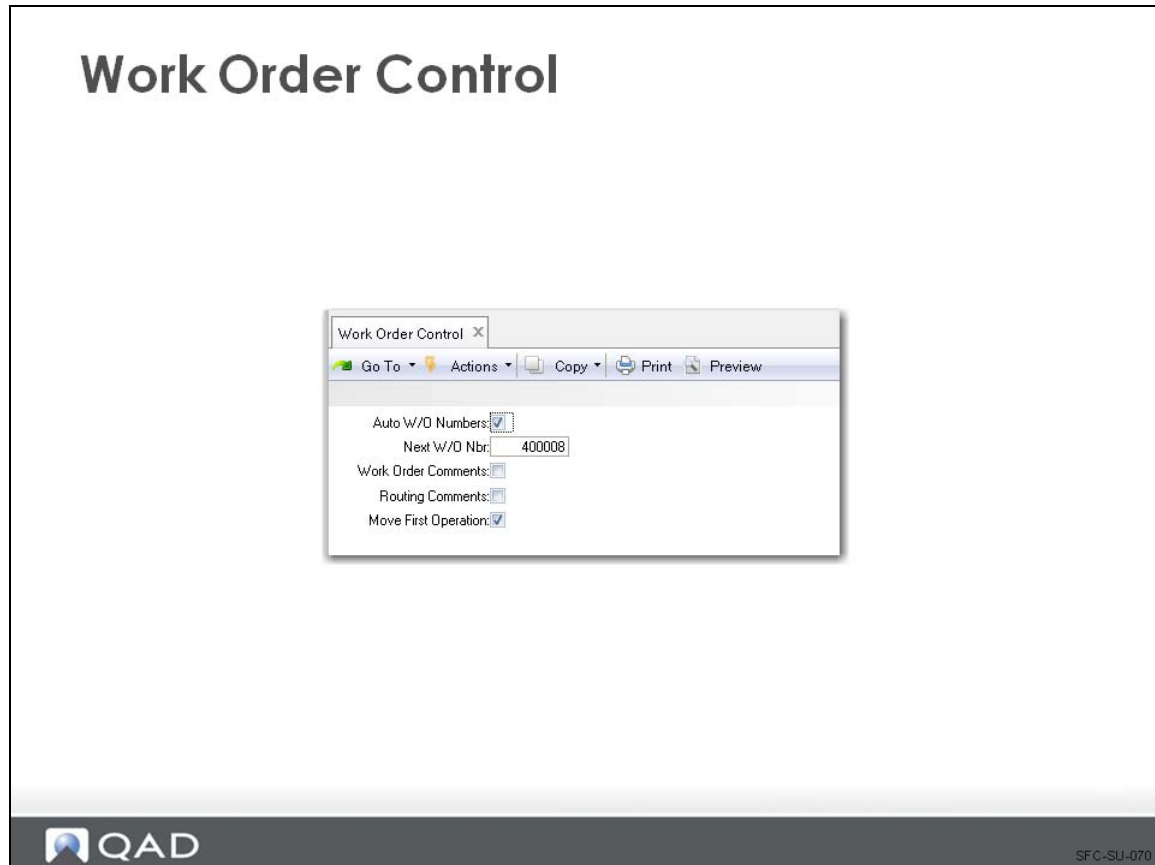 Work Order Control
Work Order Control X
Go To Actions Copy Print Preview
Auto W/O Numbers:
Next W/O Nbr: 400008
Work Order Comments:
Routing Comments:
Move First Operation:
QAD
SFC-SU-070